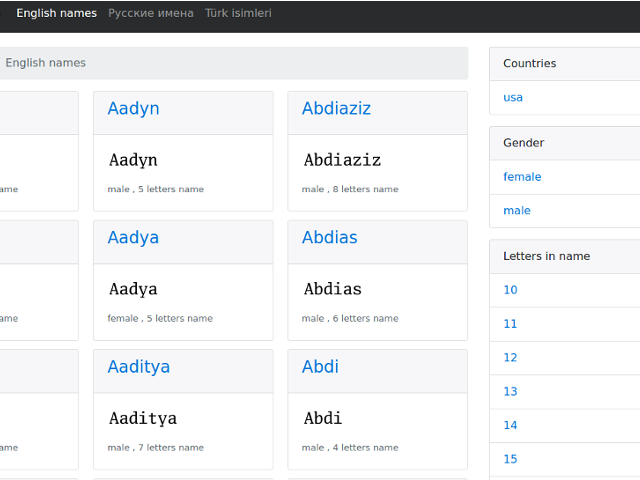 English names Русские имена Türk isimleri
English names
ame
Aadyn
Aadyn
male , 5 letters name
Abdiaziz
Abdiaziz
male , 8 letters name
ame
Aadya
Aadya
female , 5 letters name
Abdias
Abdias
male , 6 letters name
ame
Aaditya
Aaditya
male , 7 letters name
Abdi
Abdi
male , 4 letters name
Countries
usa
Gender
female
male
Letters in name
10
11
12
13
14
15